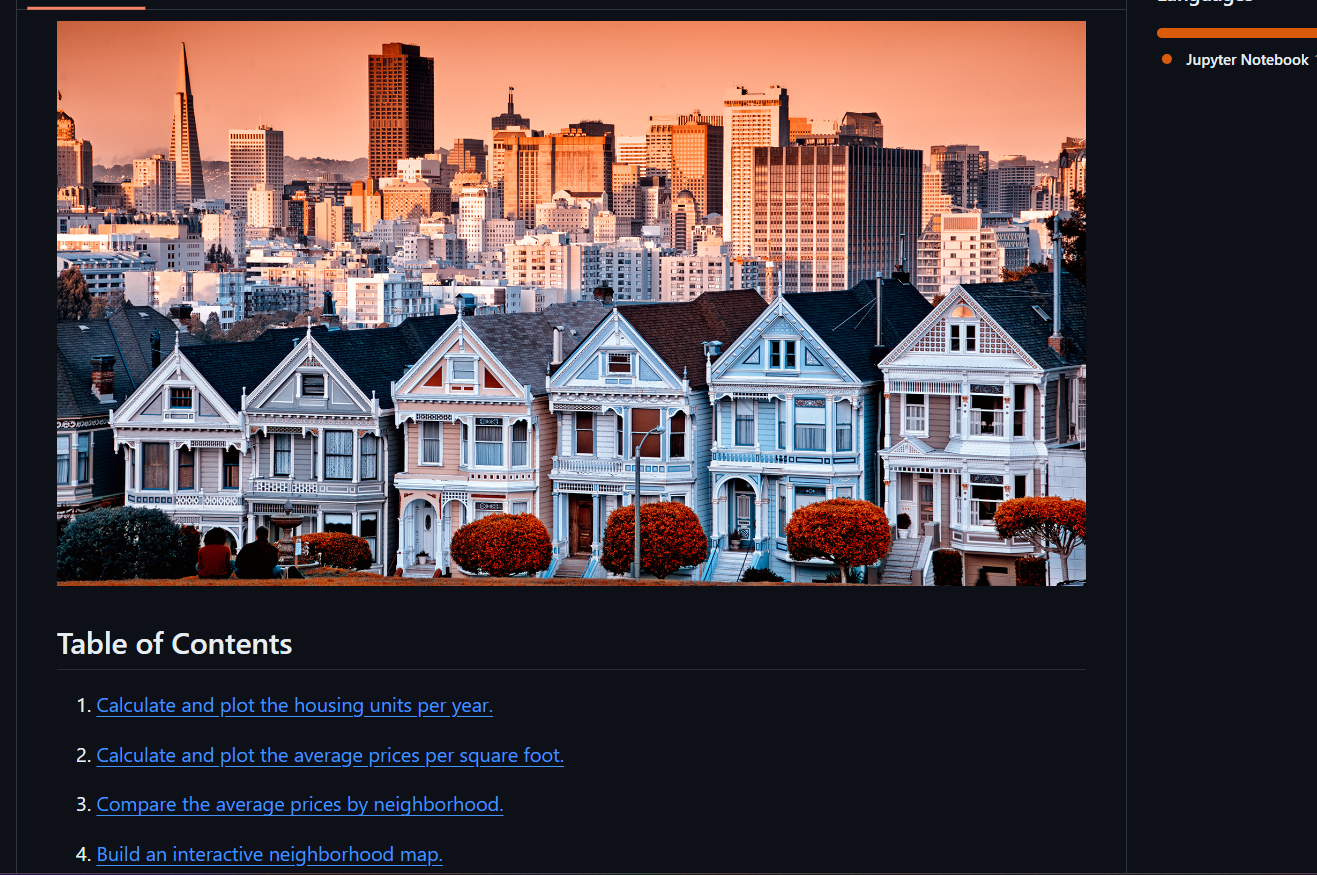 Languages
Jupyter Notebook
Table of Contents
1. Calculate and plot the housing units per year.
2. Calculate and plot the average prices per square foot.
3. Compare the average prices by neighborhood.
4. Build an interactive neighborhood map.